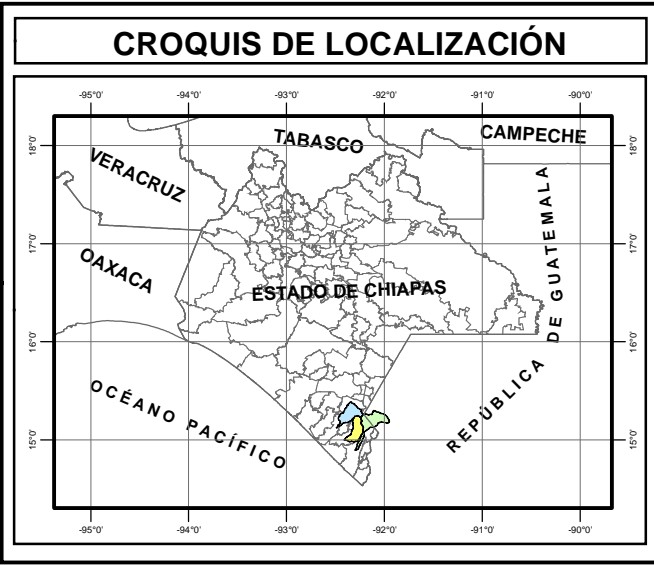 CROQUIS DE LOCALIZACIÓN
-95°0' -94°0' -93°0' -92°0' -91°0' -90°0'
18°0' 18°0'
17°0' 17°0'
16°0' 16°0'
15°0' 15°0'
TABASCO
CAMPECHE
VERACRUZ
OAXACA
ESTADO DE CHIAPAS
REPÚBLICA DE GUATEMALA
OCÉANO PACÍFICO
-95°0' -94°0' -93°0' -92°0' -91°0' -90°0'